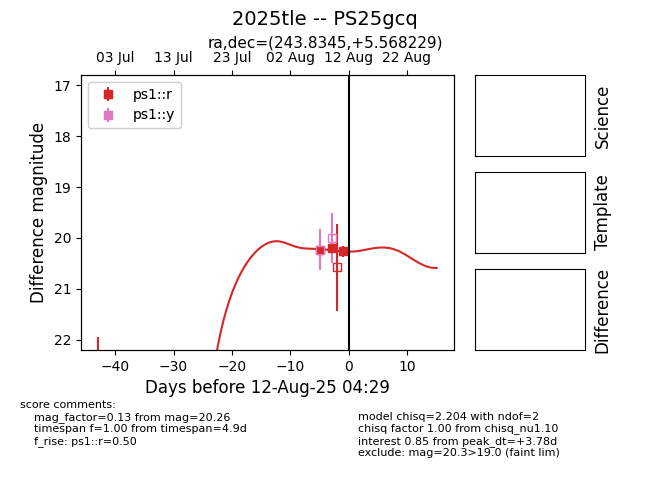 2025tle -- PS25gcq
ra,dec=(243.8345,+5.568229)
03 Jul 13 Jul 23 Jul 02 Aug 12 Aug 22 Aug
ps1::r
ps1::y
17
18
19
20
21
22
Difference magnitude
−40 −30 −20 −10 0 10
Days before 12-Aug-25 04:29
Science
Template
Difference
score comments:
mag_factor=0.13 from mag=20.26
timespan f=1.00 from timespan=4.9d
f_rise: ps1::r=0.50
model chisq=2.204 with ndof=2
chisq factor 1.00 from chisq_nu1.10
interest 0.85 from peak_dt=+3.78d
exclude: mag=20.3>19.0 (faint lim)